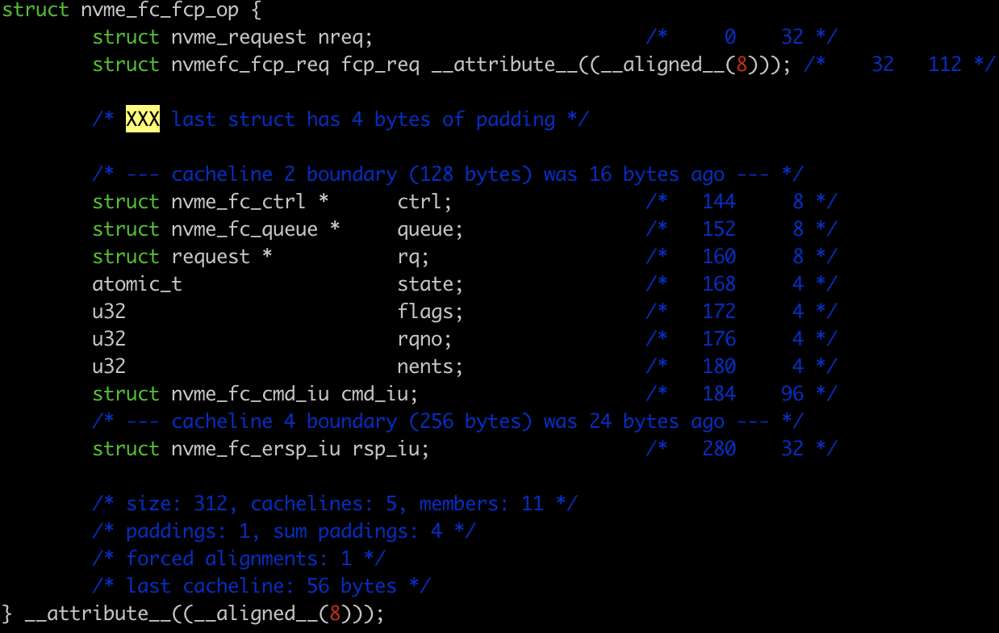 struct nvme_fc_fcp_op {
        struct nvme_request nreq;                        /*     0    32 */
        struct nvmefc_fcp_req fcp_req __attribute__((__aligned__(8))); /*    32   112 */

        /* XXX last struct has 4 bytes of padding */

        /* --- cacheline 2 boundary (128 bytes) was 16 bytes ago --- */
        struct nvme_fc_ctrl *      ctrl;                 /*   144     8 */
        struct nvme_fc_queue *     queue;                /*   152     8 */
        struct request *           rq;                   /*   160     8 */
        atomic_t                   state;                /*   168     4 */
        u32                        flags;                /*   172     4 */
        u32                        rqno;                 /*   176     4 */
        u32                        nents;                /*   180     4 */
        struct nvme_fc_cmd_iu cmd_iu;                    /*   184    96 */
        /* --- cacheline 4 boundary (256 bytes) was 24 bytes ago --- */
        struct nvme_fc_ersp_iu rsp_iu;                   /*   280    32 */

        /* size: 312, cachelines: 5, members: 11 */
        /* paddings: 1, sum paddings: 4 */
        /* forced alignments: 1 */
        /* last cacheline: 56 bytes */
} __attribute__((__aligned__(8)));